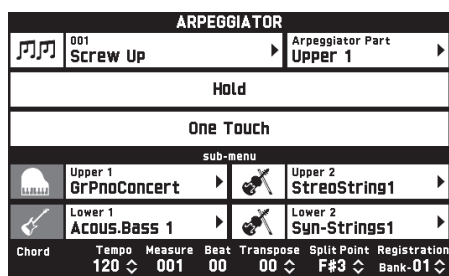 ARPEGGIATOR
001
Screw Up
Arpeggiator Part
Upper 1
Hold
One Touch
sub-menu
Upper 1
GrPnoConcert
Upper 2
StreoString1
Lower 1
Acous.Bass 1
Lower 2
Syn-Strings1
Chord Tempo Measure Beat Transpose Split Point Registration
120 001 00 00 F#3 Bank-01